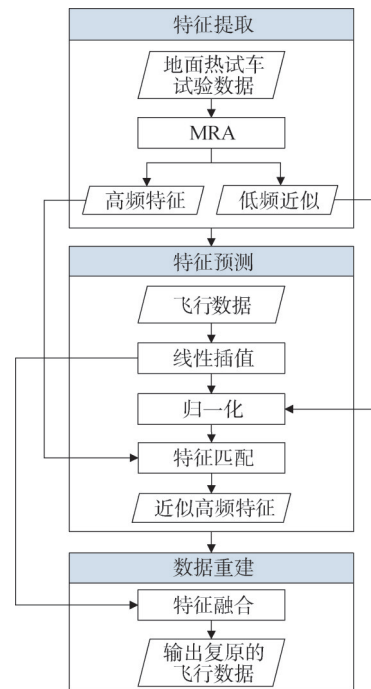 特征提取
地面热试车
试验数据
MRA
高频特征
低频近似
特征预测
飞行数据
线性插值
归一化
特征匹配
近似高频特征
数据重建
特征融合
输出复原的
飞行数据